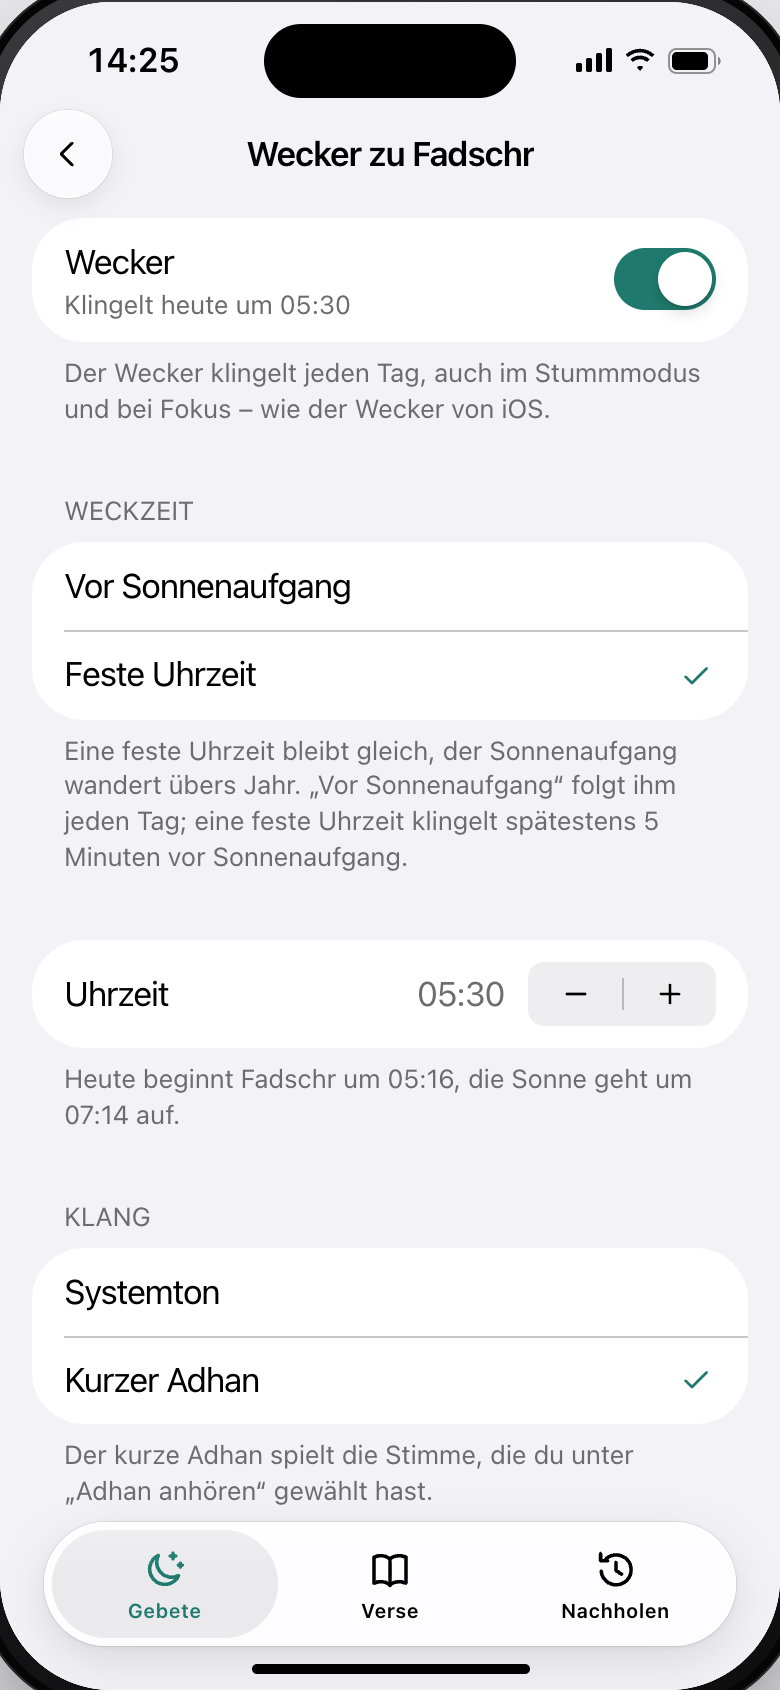 14:25
Wecker zu Fadschr
Wecker
Klingelt heute um 05:30
Der Wecker klingelt jeden Tag, auch im Stummmodus
und bei Fokus – wie der Wecker von iOS.
WECKZEIT
Vor Sonnenaufgang
Feste Uhrzeit
Eine feste Uhrzeit bleibt gleich, der Sonnenaufgang
wandert übers Jahr. „Vor Sonnenaufgang“ folgt ihm
jeden Tag; eine feste Uhrzeit klingelt spätestens 5
Minuten vor Sonnenaufgang.
Uhrzeit 05:30 − +
Heute beginnt Fadschr um 05:16, die Sonne geht um
07:14 auf.
KLANG
Systemton
Kurzer Adhan
Der kurze Adhan spielt die Stimme, die du unter
„Adhan anhören“ gewählt hast.
Gebete Verse Nachholen